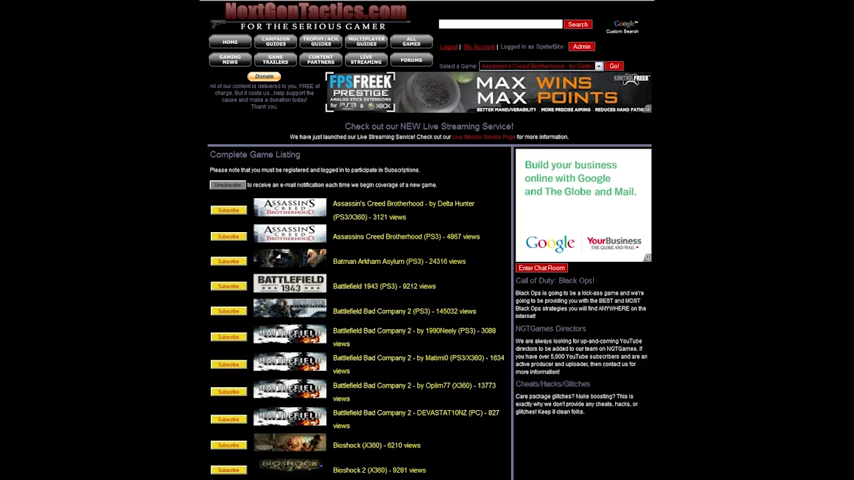 NextGenTactics.com
FOR THE SERIOUS GAMER
Search
Google
Custom Search
HOME
CAMPAIGN GUIDES
TROPHY/ACH. GUIDES
MULTIPLAYER GUIDES
ALL GAMES
GAMING NEWS
GAME TRAILERS
CONTENT PARTNERS
LIVE STREAMING
FORUMS
Logout My Account Logged in as SpiderBite Admin
Select a Game: Assassin's Creed Brotherhood - by Delta Go!
Donate
All of our content is delivered to you, FREE of
charge. But it costs us...help support the
cause and make a donation today!
Thank you.
FPSFREEK
PRESTIGE
ANALOG STICK EXTENSIONS
for PS3 & XBOX
MAX WINS
MAX POINTS
BETTER MANEUVERABILITY MORE PRECISE AIMING REDUCES HAND FATIGUE
Check out our NEW Live Streaming Service!
We have just launched our Live Streaming Service! Check out our Live Stream Service Page for more information.
Complete Game Listing
Please note that you must be registered and logged in to participate in Subscriptions.
Unsubscribe to receive an e-mail notification each time we begin coverage of a new game.
Subscribe ASSASSIN'S CREED BROTHERHOOD Assassin's Creed Brotherhood - by Delta Hunter
(PS3/X360) - 3121 views
Subscribe ASSASSIN'S CREED BROTHERHOOD Assassins Creed Brotherhood (PS3) - 4867 views
Subscribe Batman Arkham Asylum (PS3) - 24316 views
Subscribe BATTLEFIELD 1943 Battlefield 1943 (PS3) - 9212 views
Subscribe Battlefield Bad Company 2 (PS3) - 145032 views
Subscribe Battlefield Bad Company 2 - by 1990Neely (PS3) - 3088
views
Subscribe Battlefield Bad Company 2 - by Matimi0 (PS3/X360) - 1634
views
Subscribe Battlefield Bad Company 2 - by Oplim77 (X360) - 13773
views
Subscribe Battlefield Bad Company 2 - DEVASTAT10NZ (PC) - 827
views
Subscribe Bioshock (X360) - 6210 views
Subscribe BIOSHOCK Bioshock 2 (X360) - 9281 views
Build your business
online with Google
and The Globe and Mail.
Google YourBusiness
THE GLOBE AND MAIL
Enter Chat Room
Call of Duty: Black Ops!
Black Ops is going to be a kick-ass game and we're
going to be providing you with the BEST and MOST
Black Ops strategies you will find ANYWHERE on the
internet!
NGTGames Directors
We are always looking for up-and-coming YouTube
directors to be added to our team on NGTGames. If
you have over 5,000 YouTube subscribers and are an
active producer and uploader, then contact us for
more information!
Cheats/Hacks/Glitches
Care package glitches? Nuke boosting? This is
exactly why we don't provide any cheats, hacks, or
glitches! Keep it clean folks.